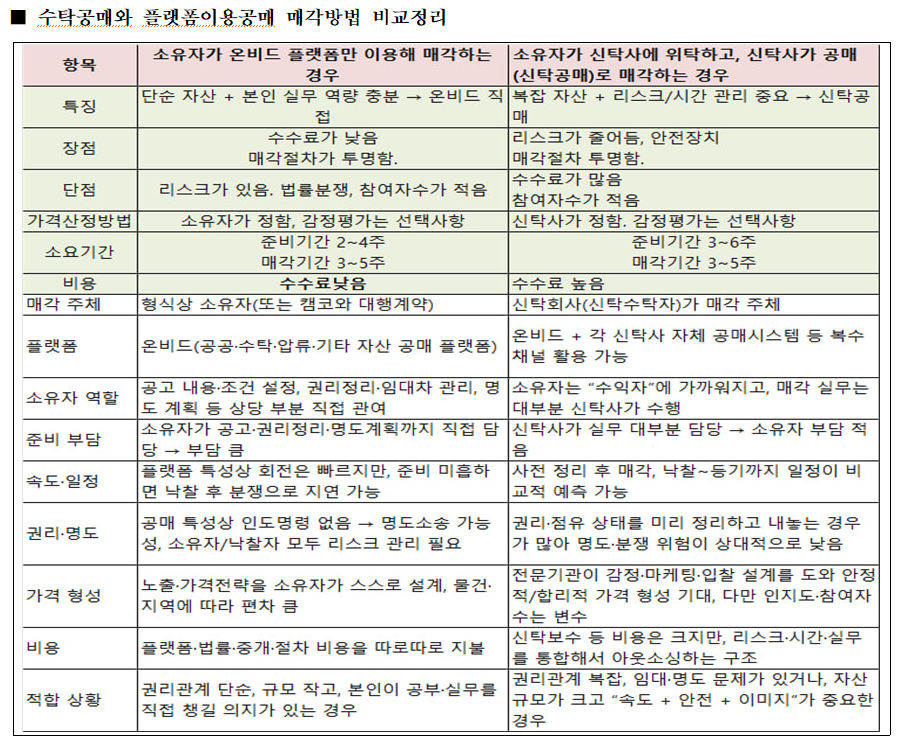 ■ 수탁공매와 플랫폼이용공매 매각방법 비교정리
항목
소유자가 온비드 플랫폼만 이용해 매각하는
경우
소유자가 신탁사에 위탁하고, 신탁사가 공매
(신탁공매)로 매각하는 경우
특징
단순 자산 + 본인 실무 역량 충분 → 온비드 직
접
복잡 자산 + 리스크/시간 관리 중요 → 신탁공
매
장점
수수료가 낮음
매각절차가 투명함.
리스크가 줄어듬, 안전장치
매각절차 투명함.
단점
리스크가 있음. 법률분쟁, 참여자수가 적음
수수료가 많음
참여자수가 적음
가격산정방법
소유자가 정함, 감정평가는 선택사항
신탁사가 정함. 감정평가는 선택사항
소요기간
준비기간 2~4주
매각기간 3~5주
준비기간 3~6주
매각기간 3~5주
비용
수수료낮음
수수료 높음
매각 주체
형식상 소유자(또는 캠코와 대행계약)
신탁회사(신탁수탁자)가 매각 주체
플랫폼
온비드(공공·수탁·압류·기타 자산 공매 플랫폼)
온비드 + 각 신탁사 자체 공매시스템 등 복수
채널 활용 가능
소유자 역할
공고 내용·조건 설정, 권리정리·임대차 관리, 명
도 계획 등 상당 부분 직접 관여
소유자는 “수익자”에 가까워지고, 매각 실무는
대부분 신탁사가 수행
준비 부담
소유자가 공고·권리정리·명도계획까지 직접 담
당 → 부담 큼
신탁사가 실무 대부분 담당 → 소유자 부담 적
음
속도·일정
플랫폼 특성상 회전은 빠르지만, 준비 미흡하
면 낙찰 후 분쟁으로 지연 가능
사전 정리 후 매각, 낙찰~등기까지 일정이 비
교적 예측 가능
권리·명도
공매 특성상 인도명령 없음 → 명도소송 가능
성, 소유자/낙찰자 모두 리스크 관리 필요
권리·점유 상태를 미리 정리하고 내놓는 경우
가 많아 명도·분쟁 위험이 상대적으로 낮음
가격 형성
노출·가격전략을 소유자가 스스로 설계, 물건·
지역에 따라 편차 큼
전문기관이 감정·마케팅·입찰 설계를 도와 안정
적/합리적 가격 형성 기대, 다만 인지도·참여자
수는 변수
비용
플랫폼·법률·중개·절차 비용을 따로따로 지불
신탁보수 등 비용은 크지만, 리스크·시간·실무
를 통합해서 아웃소싱하는 구조
적합 상황
권리관계 단순, 규모 작고, 본인이 공부·실무를
직접 챙길 의지가 있는 경우
권리관계 복잡, 임대·명도 문제가 있거나, 자산
규모가 크고 “속도 + 안전 + 이미지”가 중요한
경우